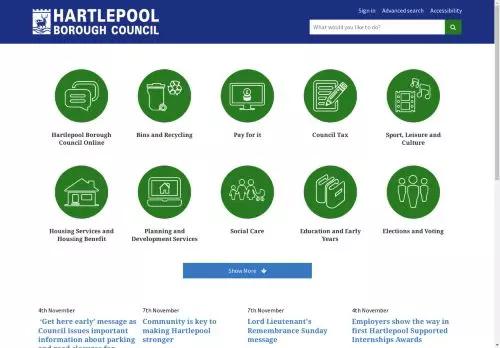 HARTLEPOOL
BOROUGH COUNCIL
Sign in Advanced search Accessibility
What would you like to do?
Hartlepool Borough
Council Online
Bins and Recycling
Pay for it
Council Tax
Sport, Leisure and
Culture
Housing Services and
Housing Benefit
Planning and
Development Services
Social Care
Education and Early
Years
Elections and Voting
Show More
4th November
‘Get here early’ message as
Council issues important
information about parking
and road closures for
7th November
Community is key to
making Hartlepool
stronger
7th November
Lord Lieutenant's
Remembrance Sunday
message
4th November
Employers show the way in
first Hartlepool Supported
Internships Awards